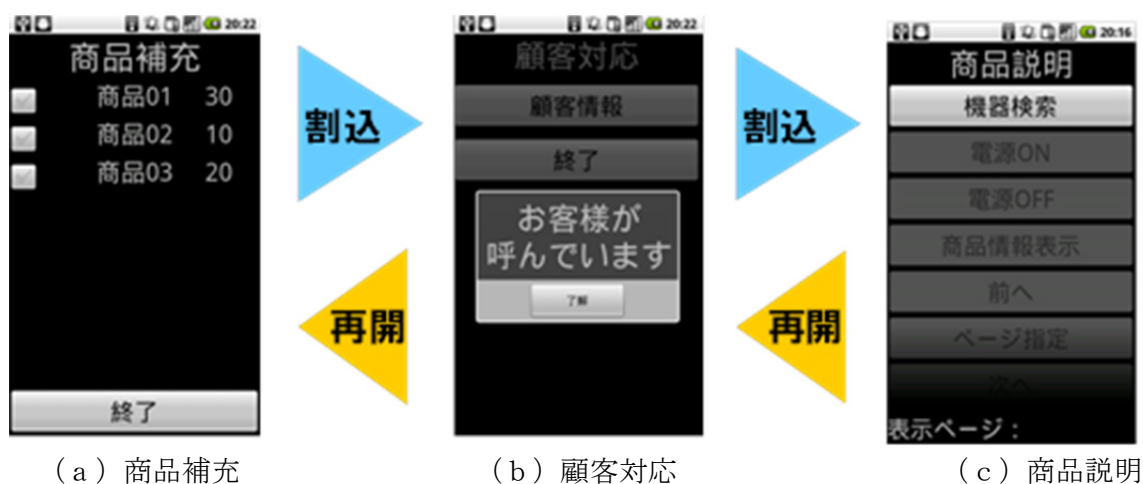 20:22
商品補充
商品01 30
商品02 10
商品03 20
終了
割込
再開
20:22
顧客対応
顧客情報
終了
お客様が
呼んでいます
了解
割込
再開
20:16
商品説明
機器検索
電源ON
電源OFF
商品情報表示
前へ
ページ指定
次へ
表示ページ：
（a）商品補充
（b）顧客対応
（c）商品説明